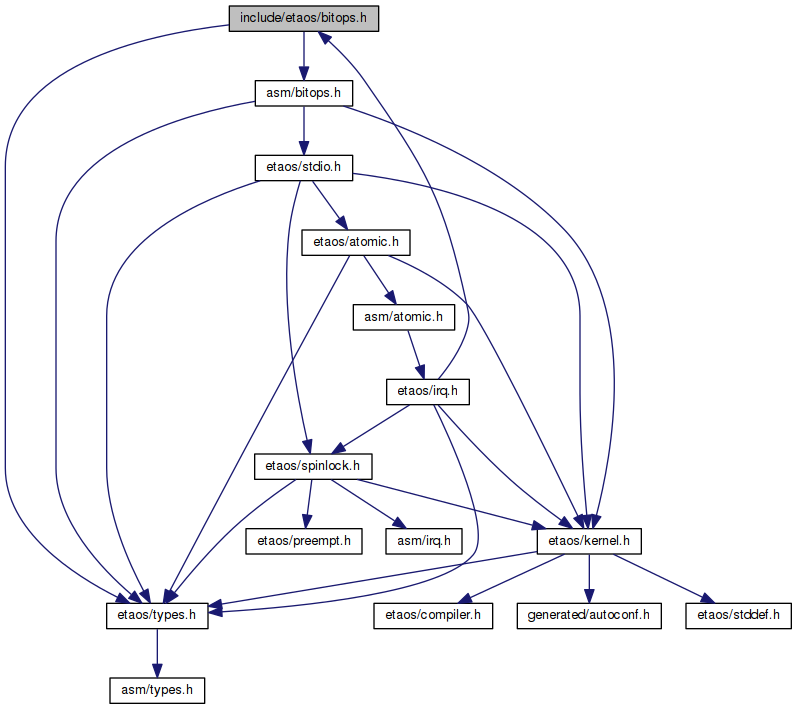 include/etaos/bitops.h
asm/bitops.h
etaos/stdio.h
etaos/atomic.h
asm/atomic.h
etaos/irq.h
etaos/spinlock.h
etaos/preempt.h
asm/irq.h
etaos/kernel.h
etaos/types.h
etaos/compiler.h
generated/autoconf.h
etaos/stddef.h
asm/types.h